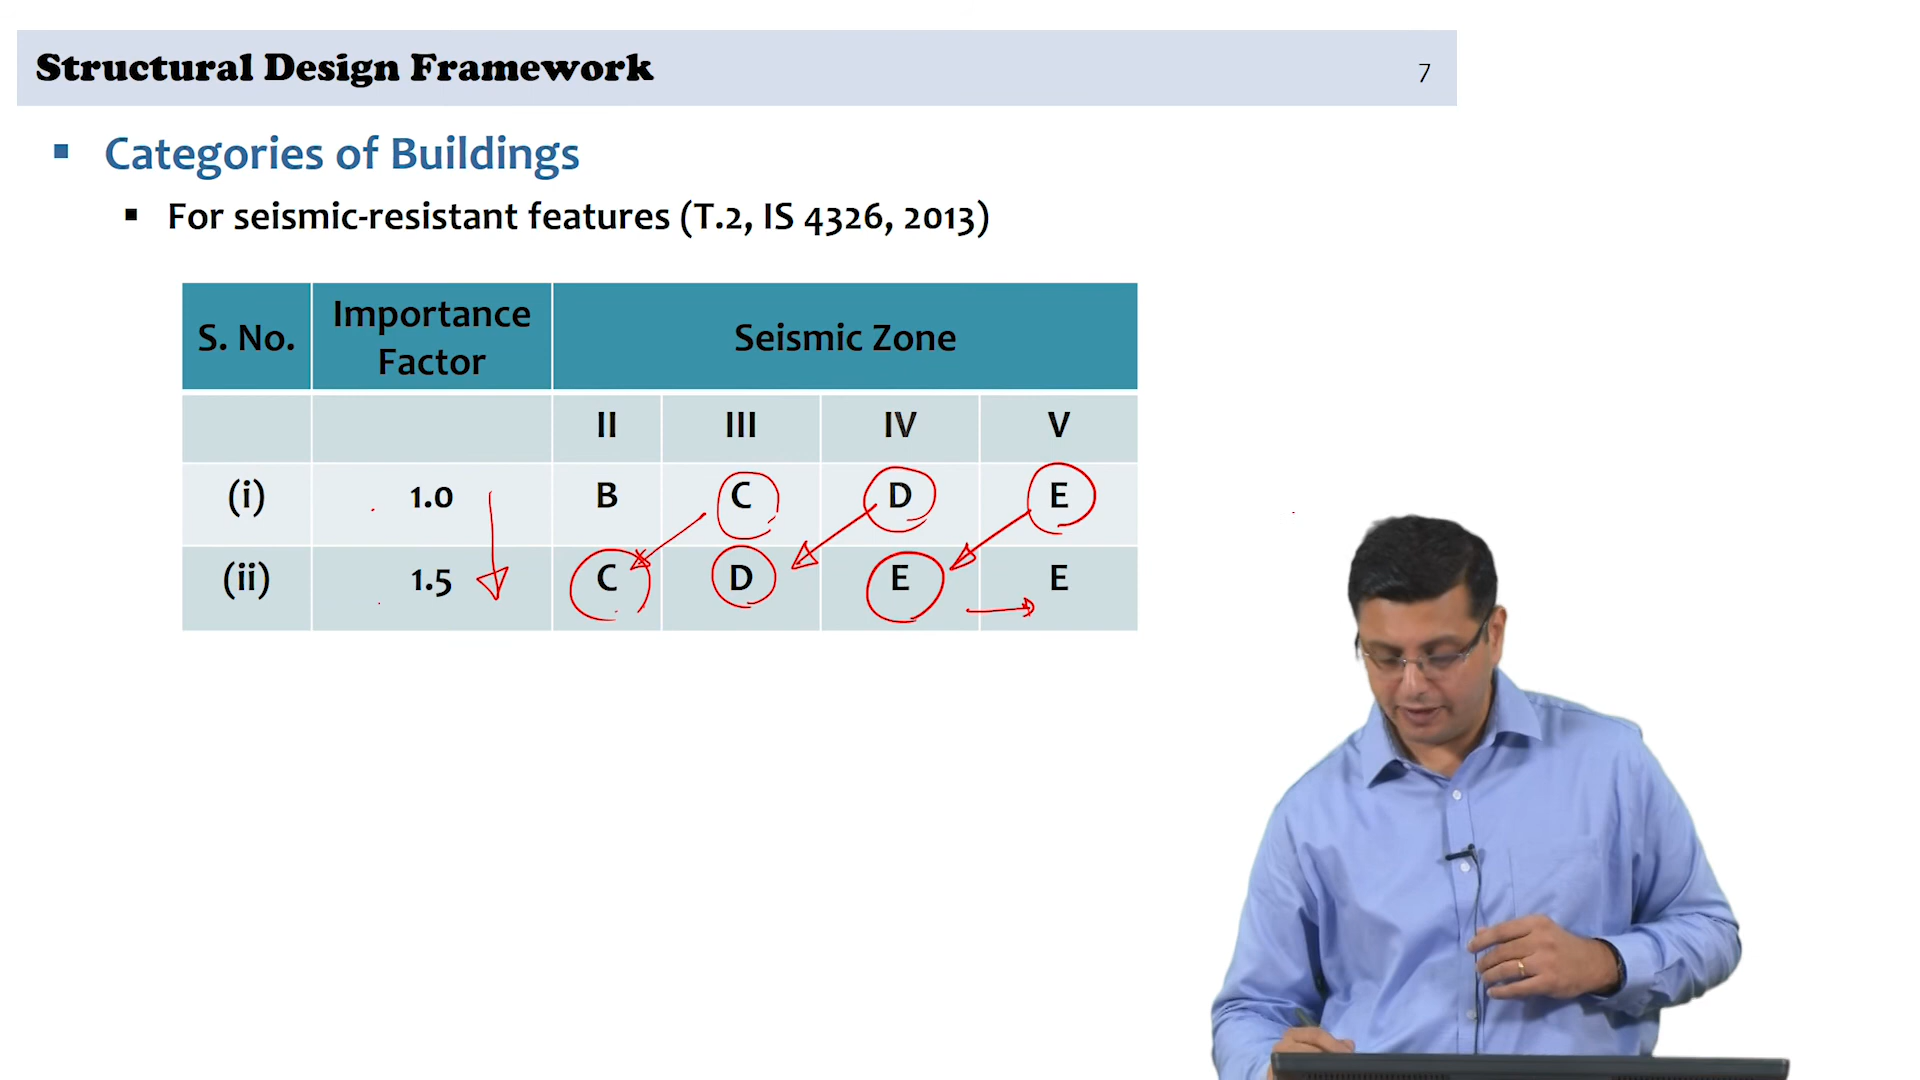 Structural Design Framework 7
▪ Categories of Buildings
▪ For seismic-resistant features (T.2, IS 4326, 2013)
S. No. Importance Factor Seismic Zone
II III IV V
(i) 1.0 B C D E
(ii) 1.5 C D E E